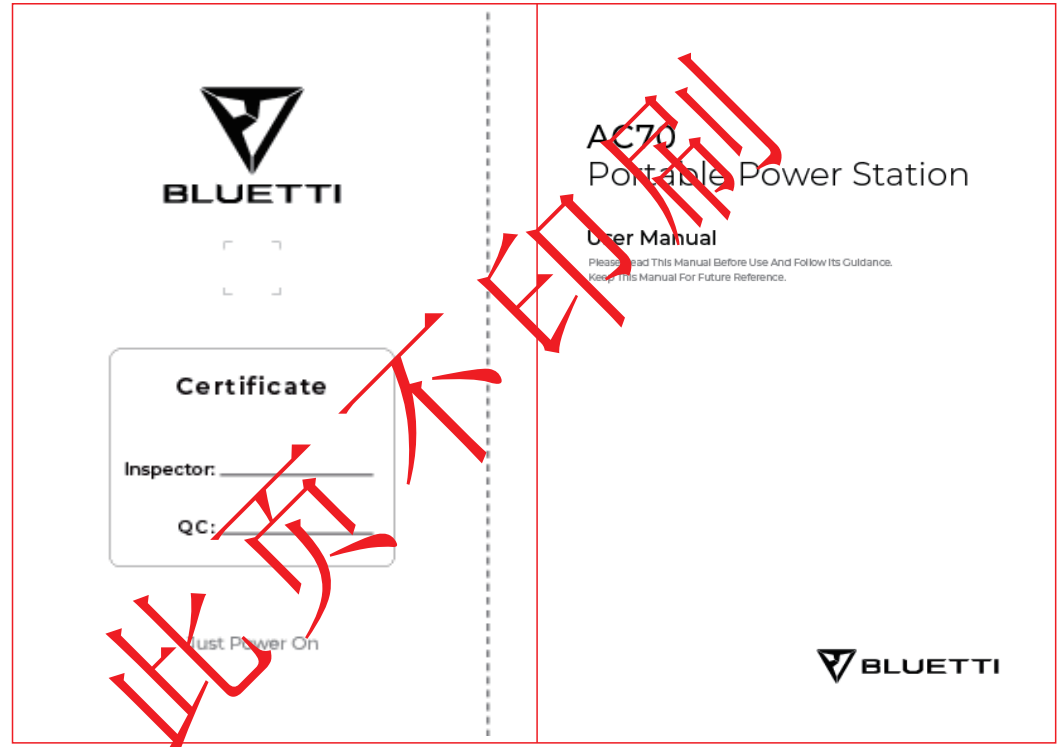 BLUETTI
Certificate
Inspector:
QC:
Just Power On
AC70
Portable Power Station
User Manual
Please Read This Manual Before Use And Follow Its Guidance.
Keep This Manual For Future Reference.
BLUETTI
此页不印刷